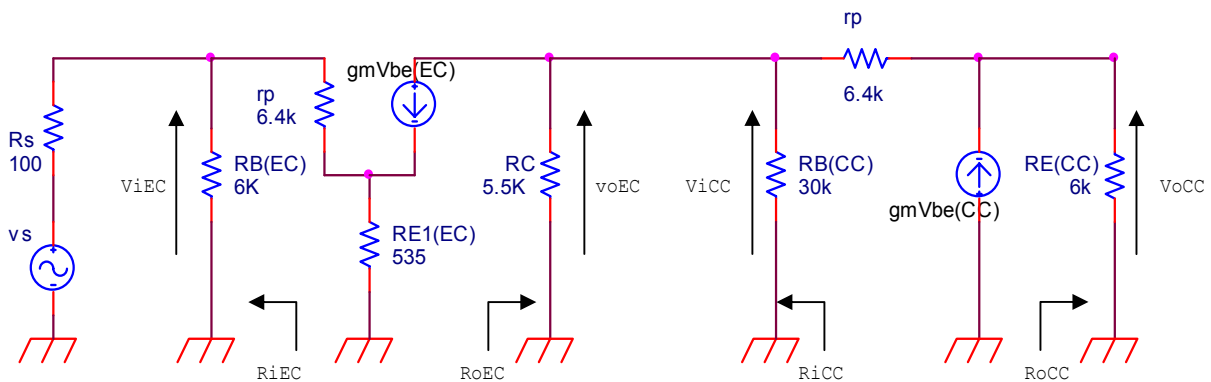 rp
6.4k
gmVbe(EC)
rp
6.4k
Rs
100
ViEC
RB(EC)
6K
RC
5.5K
voEC
ViCC
RB(CC)
30k
RE(CC)
6k
VoCC
gmVbe(CC)
vs
RE1(EC)
535
RiEC
RoEC
RiCC
RoCC